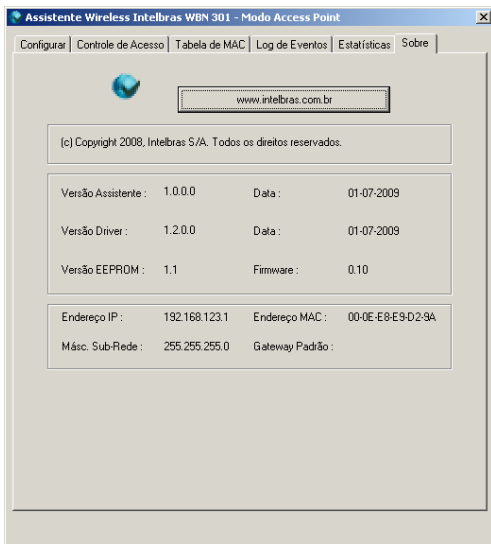 Assistente Wireless Intelbras WBN 301 - Modo Access Point
Configurar Controle de Acesso Tabela de MAC Log de Eventos Estatísticas Sobre
www.intelbras.com.br
(c) Copyright 2008, Intelbras S/A. Todos os direitos reservados.
Versão Assistente : 1.0.0.0 Data : 01-07-2009
Versão Driver : 1.2.0.0 Data : 01-07-2009
Versão EEPROM : 1.1 Firmware : 0.10
Endereço IP : 192.168.123.1 Endereço MAC : 00-0E-E8-E9-D2-9A
Másc. Sub-Rede : 255.255.255.0 Gateway Padrão :